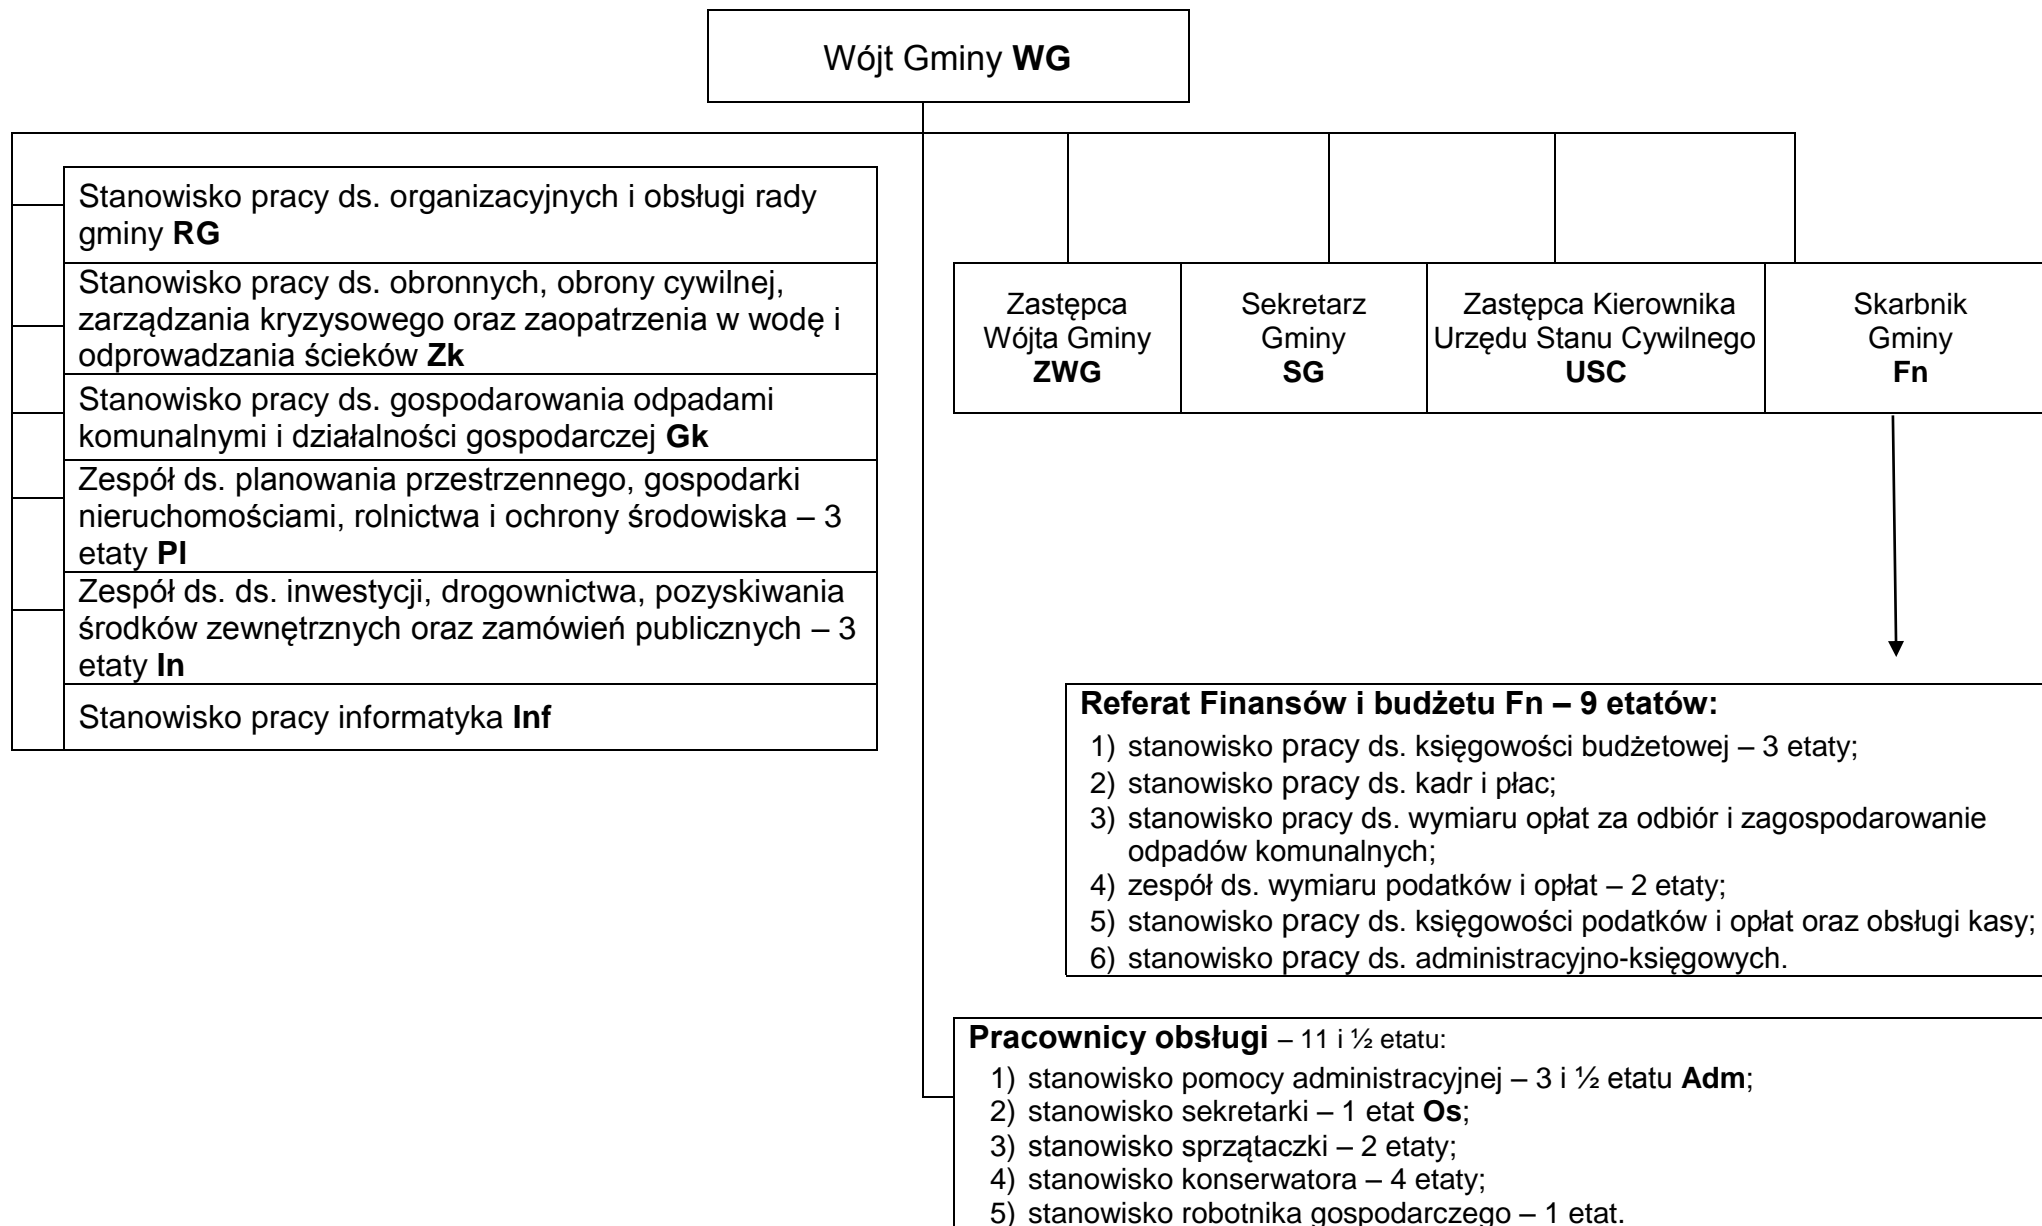 Wójt Gminy WG
Stanowisko pracy ds. organizacyjnych i obsługi rady
gminy RG
Stanowisko pracy ds. obronnych, obrony cywilnej,
zarządzania kryzysowego oraz zaopatrzenia w wodę i
odprowadzania ścieków Zk
Stanowisko pracy ds. gospodarowania odpadami
komunalnymi i działalności gospodarczej Gk
Zespół ds. planowania przestrzennego, gospodarki
nieruchomościami, rolnictwa i ochrony środowiska – 3
etaty Pl
Zespół ds. ds. inwestycji, drogownictwa, pozyskiwania
środków zewnętrznych oraz zamówień publicznych – 3
etaty In
Stanowisko pracy informatyka Inf
Zastępca
Wójta Gminy
ZWG
Sekretarz
Gminy
SG
Zastępca Kierownika
Urzędu Stanu Cywilnego
USC
Skarbnik
Gminy
Fn
Referat Finansów i budżetu Fn – 9 etatów:
1) stanowisko pracy ds. księgowości budżetowej – 3 etaty;
2) stanowisko pracy ds. kadr i płac;
3) stanowisko pracy ds. wymiaru opłat za odbiór i zagospodarowanie
odpadów komunalnych;
4) zespół ds. wymiaru podatków i opłat – 2 etaty;
5) stanowisko pracy ds. księgowości podatków i opłat oraz obsługi kasy;
6) stanowisko pracy ds. administracyjno-księgowych.
Pracownicy obsługi – 11 i ½ etatu:
1) stanowisko pomocy administracyjnej – 3 i ½ etatu Adm;
2) stanowisko sekretarki – 1 etat Os;
3) stanowisko sprzątaczki – 2 etaty;
4) stanowisko konserwatora – 4 etaty;
5) stanowisko robotnika gospodarczego – 1 etat.